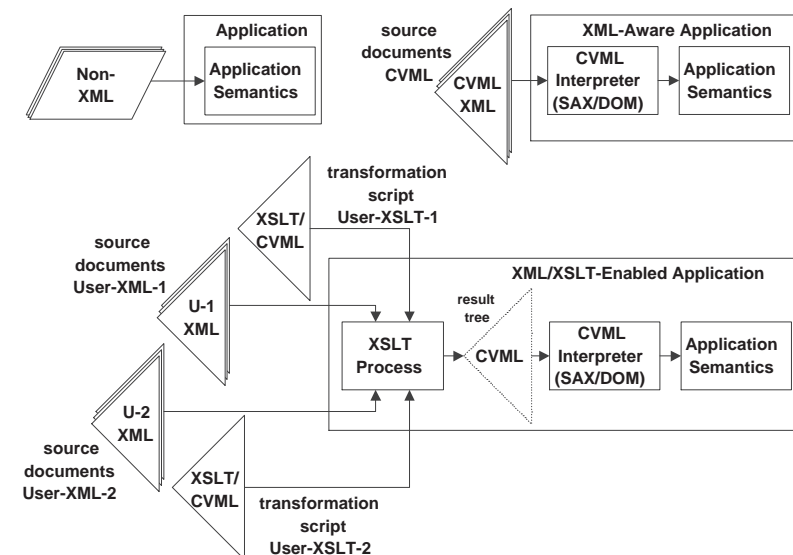 Non-
XML
Application
Application
Semantics
source
documents
CVML
CVML
XML
XML-Aware Application
CVML
Interpreter
(SAX/DOM)
Application
Semantics
transformation
script
User-XSLT-1
XSLT/
CVML
source
documents
User-XML-1
U-1
XML
XML/XSLT-Enabled Application
XSLT
Process
result
tree
CVML
CVML
Interpreter
(SAX/DOM)
Application
Semantics
U-2
XML
source
documents
User-XML-2
XSLT/
CVML
transformation
script
User-XSLT-2